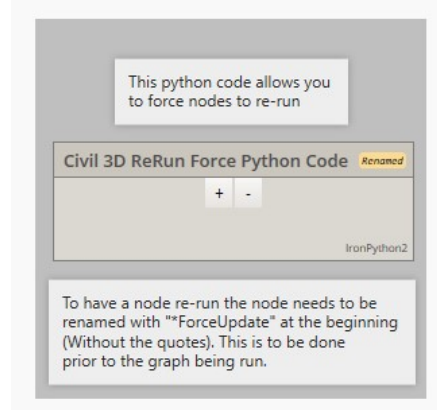 This python code allows you
to force nodes to re-run
Civil 3D ReRun Force Python Code Renamed
+ -
IronPython2
To have a node re-run the node needs to be
renamed with "*ForceUpdate" at the beginning
(Without the quotes). This is to be done
prior to the graph being run.